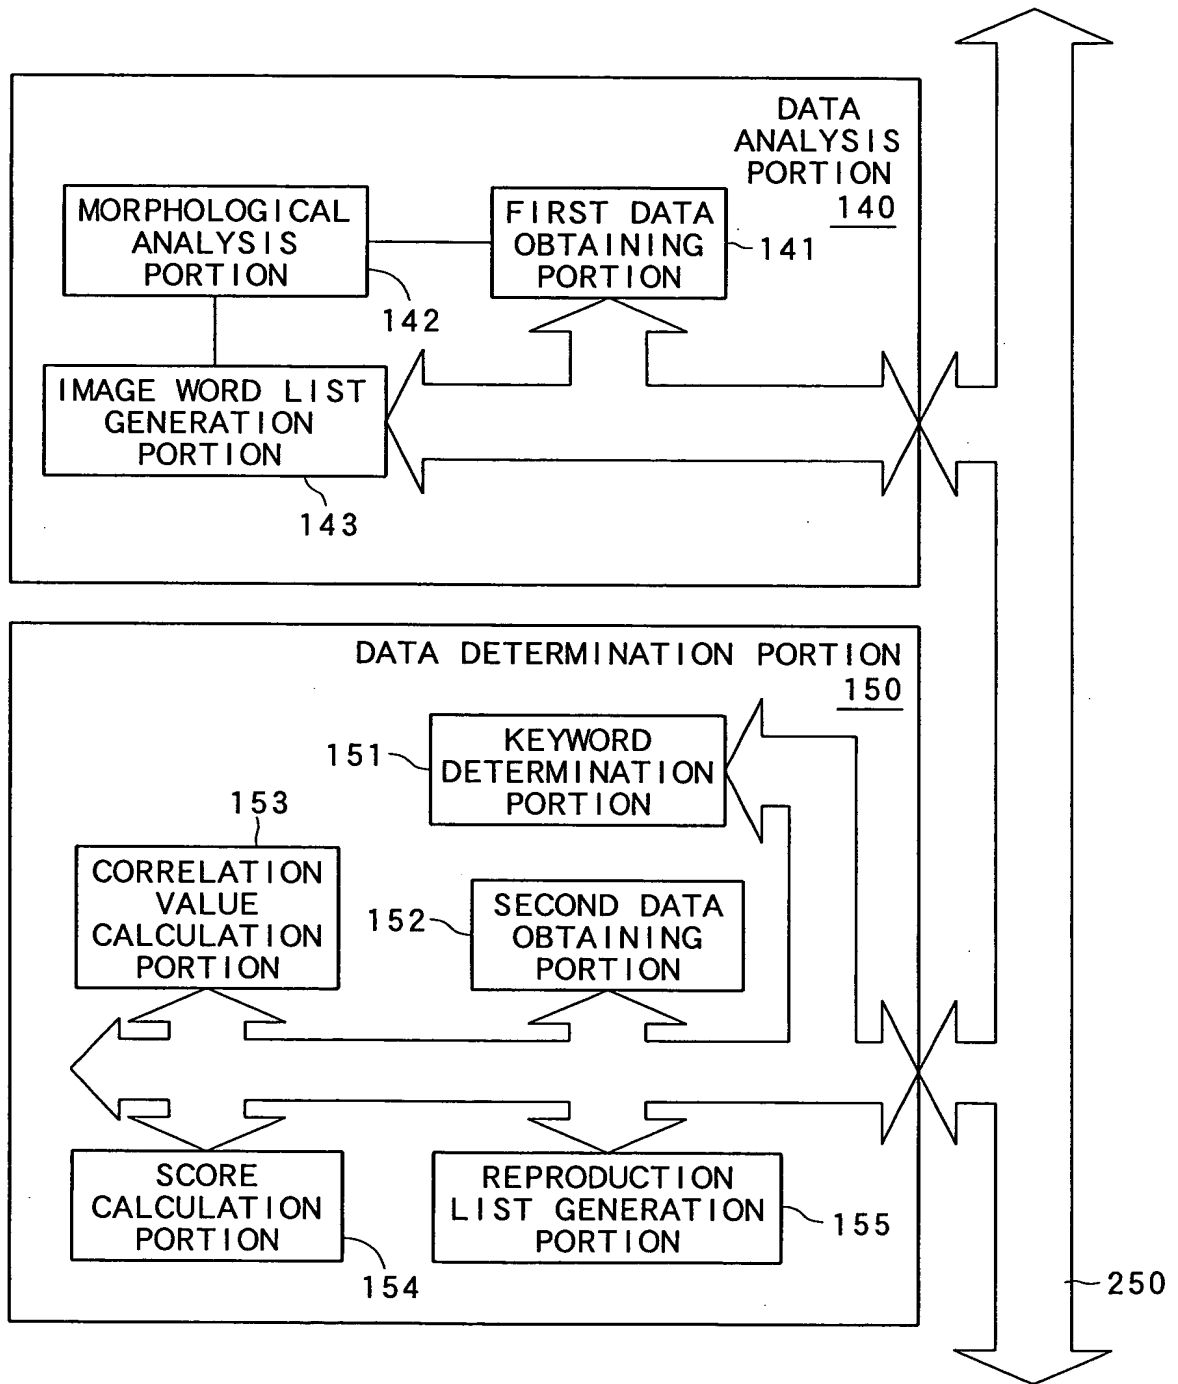 DATA
ANALYSIS
PORTION
140
MORPHOLOGICAL
ANALYSIS
PORTION
142
FIRST DATA
OBTAINING
PORTION
141
IMAGE WORD LIST
GENERATION
PORTION
143
DATA DETERMINATION PORTION
150
151
KEYWORD
DETERMINATION
PORTION
153
CORRELATION
VALUE
CALCULATION
PORTION
152
SECOND DATA
OBTAINING
PORTION
SCORE
CALCULATION
PORTION
154
REPRODUCTION
LIST GENERATION
PORTION
155
250